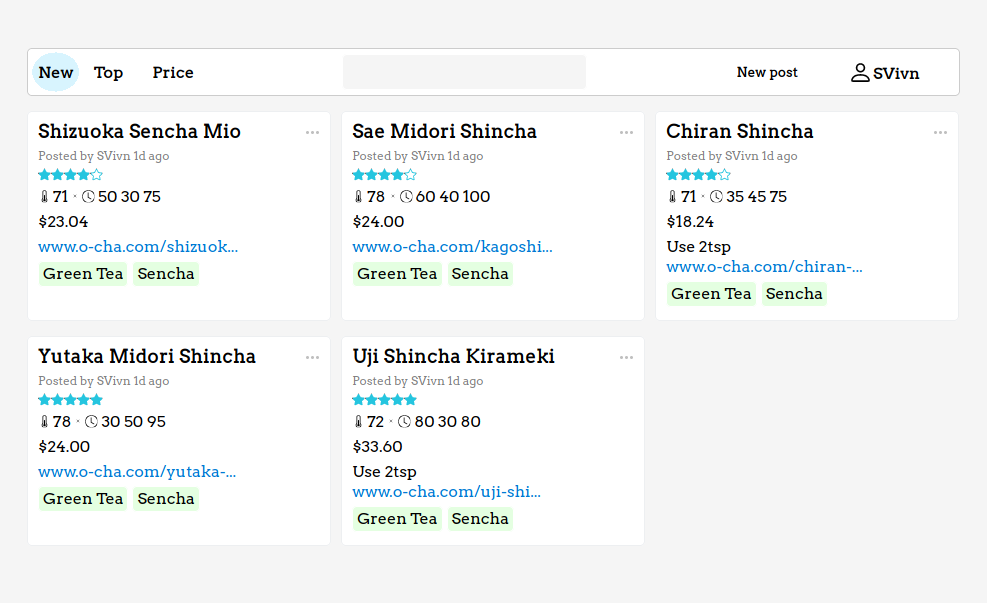 New Top Price New post SVivn
Shizuoka Sencha Mio
Posted by SVivn 1d ago
71 · 50 30 75
$23.04
www.o-cha.com/shizuok...
Green Tea Sencha
Sae Midori Shincha
Posted by SVivn 1d ago
78 · 60 40 100
$24.00
www.o-cha.com/kagoshi...
Green Tea Sencha
Chiran Shincha
Posted by SVivn 1d ago
71 · 35 45 75
$18.24
Use 2tsp
www.o-cha.com/chiran-...
Green Tea Sencha
Yutaka Midori Shincha
Posted by SVivn 1d ago
78 · 30 50 95
$24.00
www.o-cha.com/yutaka-...
Green Tea Sencha
Uji Shincha Kirameki
Posted by SVivn 1d ago
72 · 80 30 80
$33.60
Use 2tsp
www.o-cha.com/uji-shi...
Green Tea Sencha